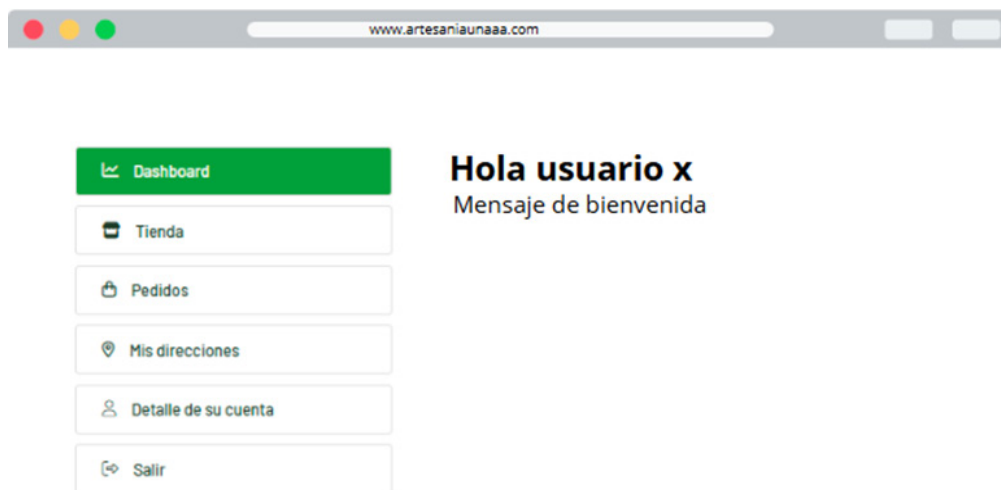 www.artesaniaunaaa.com
Dashboard
Tienda
Pedidos
Mis direcciones
Detalle de su cuenta
Salir
Hola usuario x
Mensaje de bienvenida